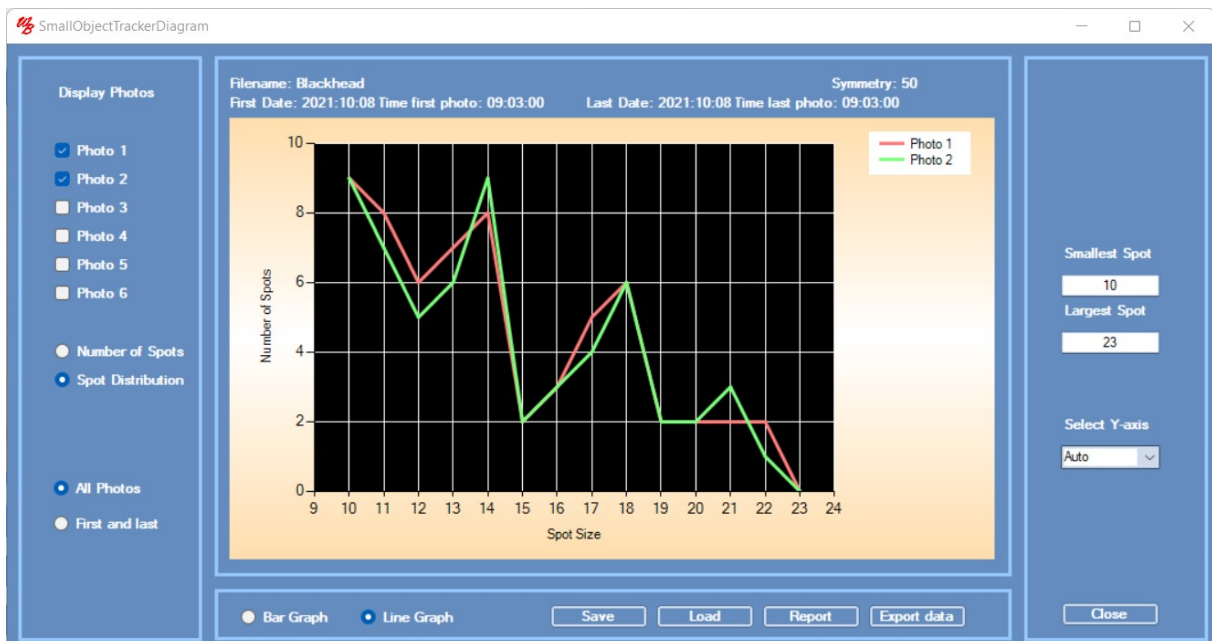 SmallObjectTrackerDiagram
Display Photos
Photo 1
Photo 2
Photo 3
Photo 4
Photo 5
Photo 6
Number of Spots
Spot Distribution
All Photos
First and last
Filename: Blackhead
Symmetry: 50
First Date: 2021:10:08 Time first photo: 09:03:00
Last Date: 2021:10:08 Time last photo: 09:03:00
Photo 1
Photo 2
Number of Spots
10
8
6
4
2
0
9 10 11 12 13 14 15 16 17 18 19 20 21 22 23 24
Spot Size
Bar Graph
Line Graph
Save
Load
Report
Export data
Smallest Spot
10
Largest Spot
23
Select Y-axis
Auto
Close